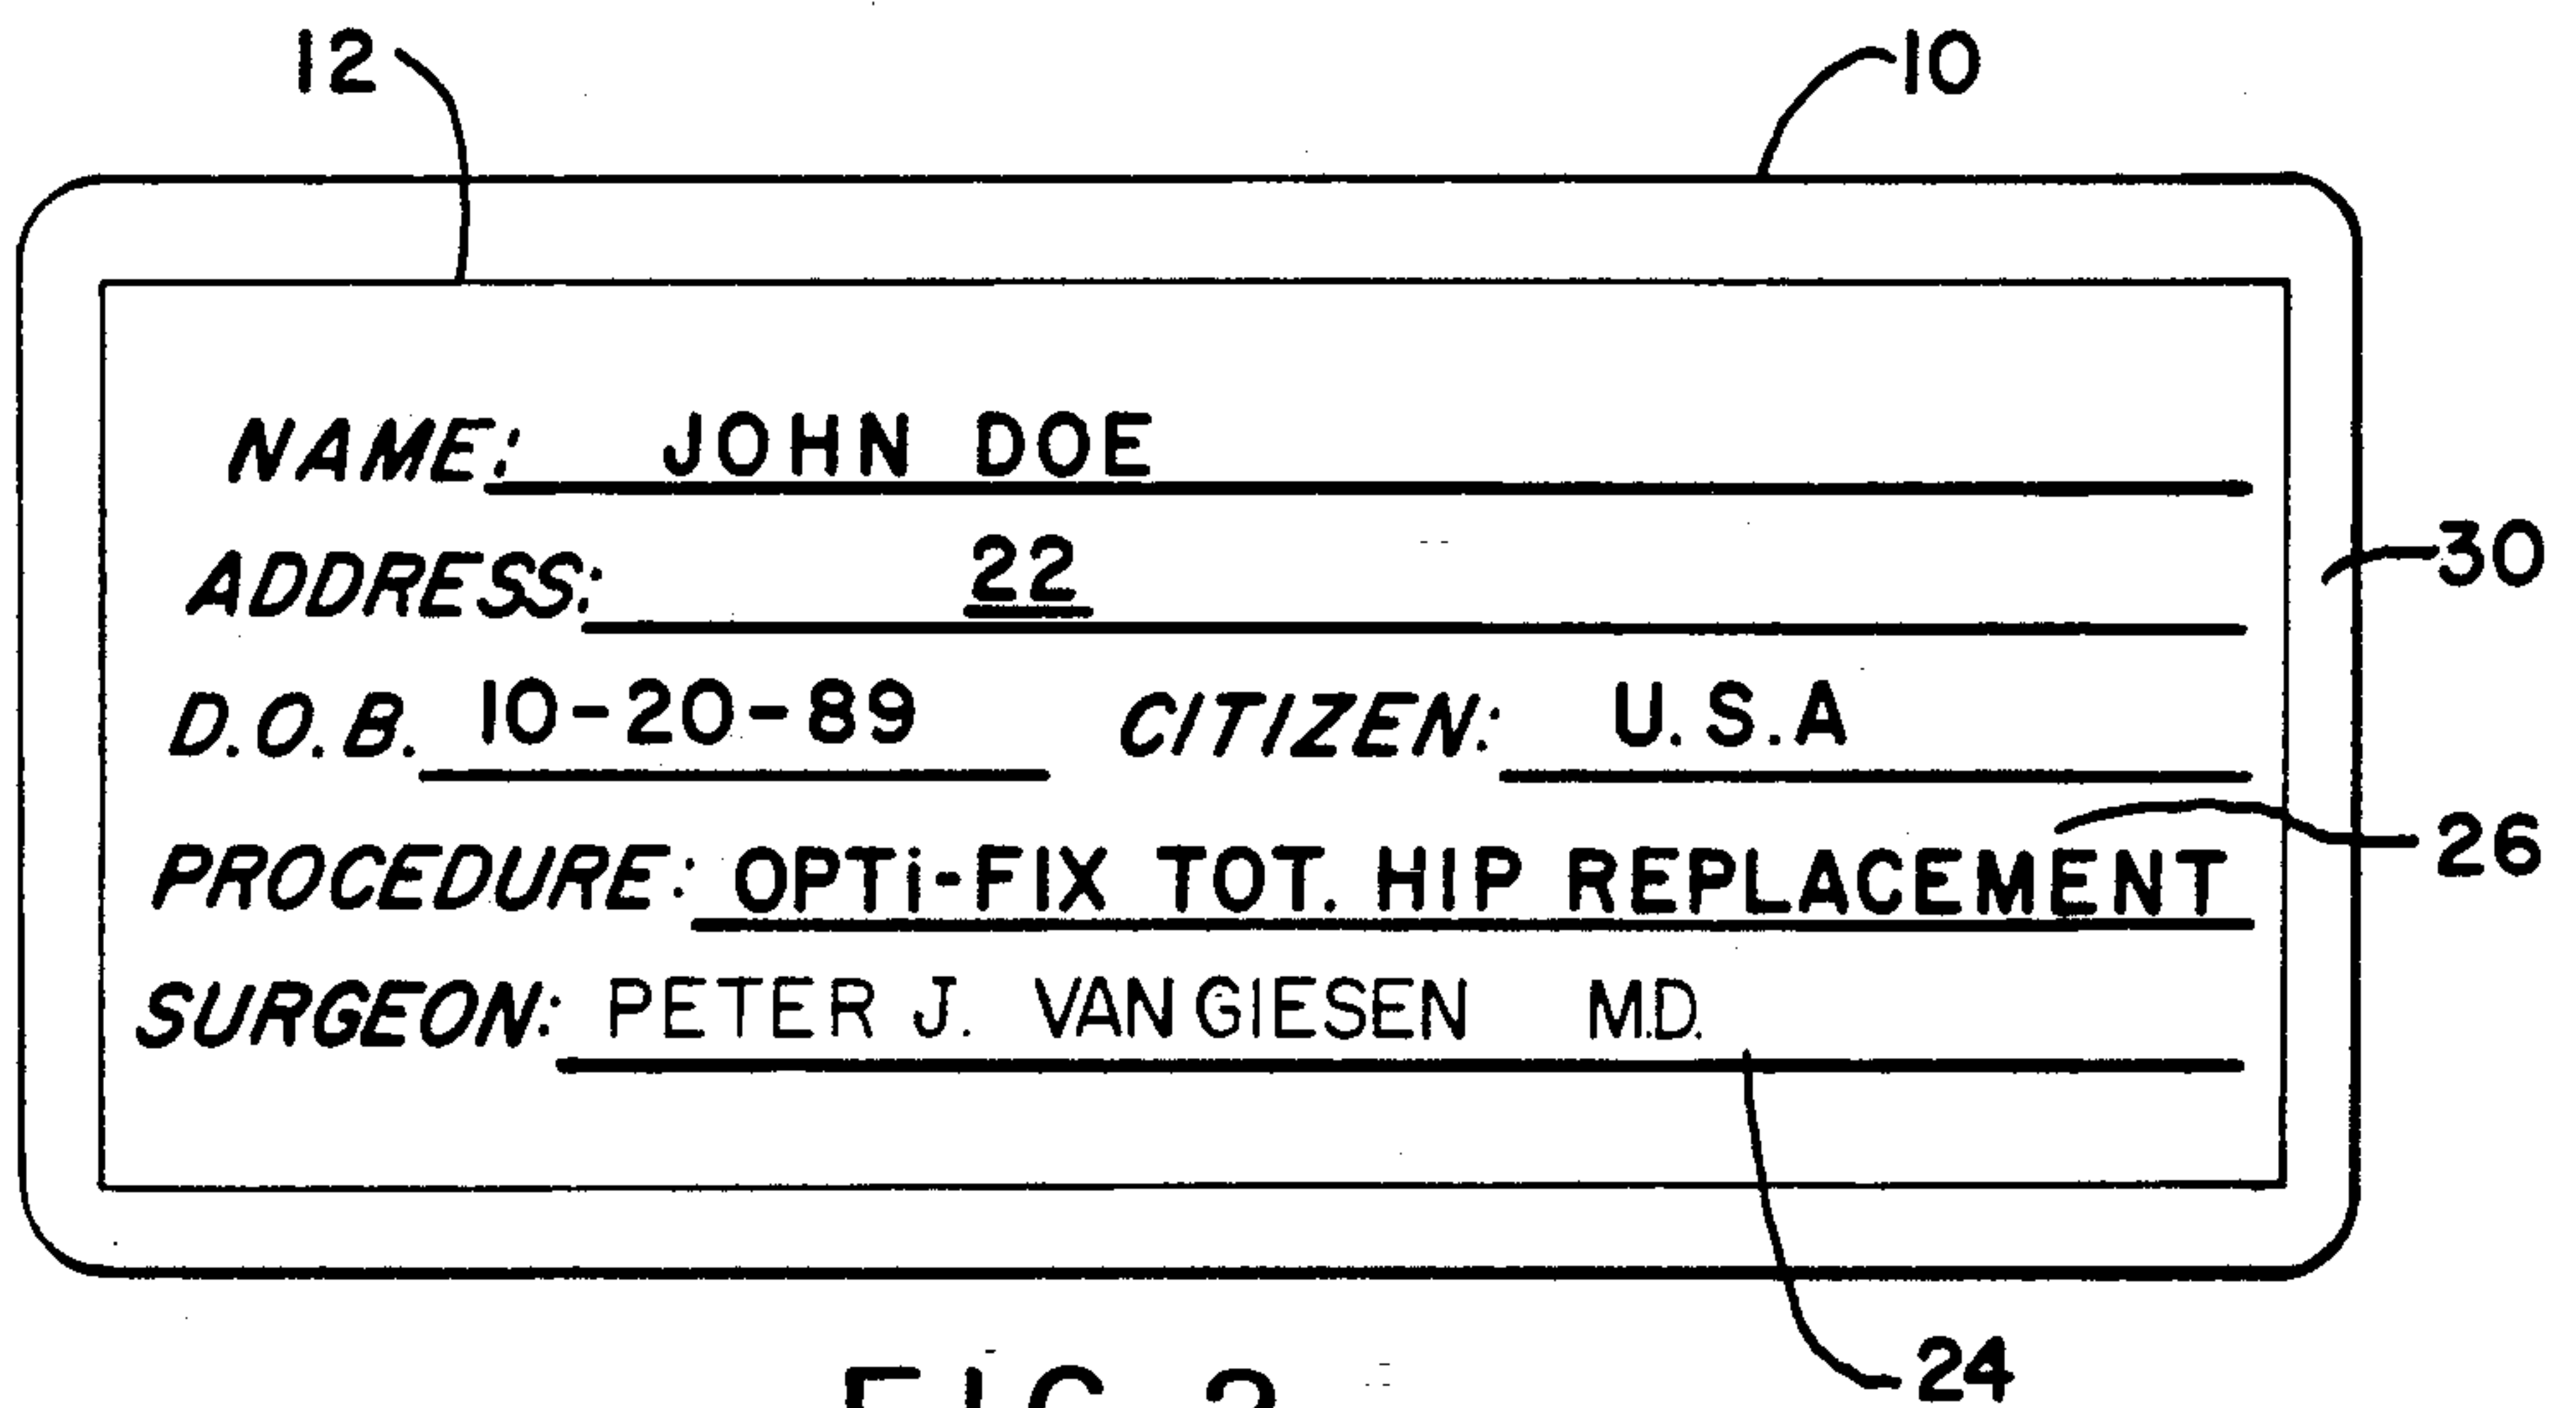 12
10
NAME: JOHN DOE
ADDRESS: 22
30
D.O.B. 10-20-89 CITIZEN: U.S.A
26
PROCEDURE: OPTi-FIX TOT. HIP REPLACEMENT
SURGEON: PETER J. VAN GIESEN M.D.
24
FIG